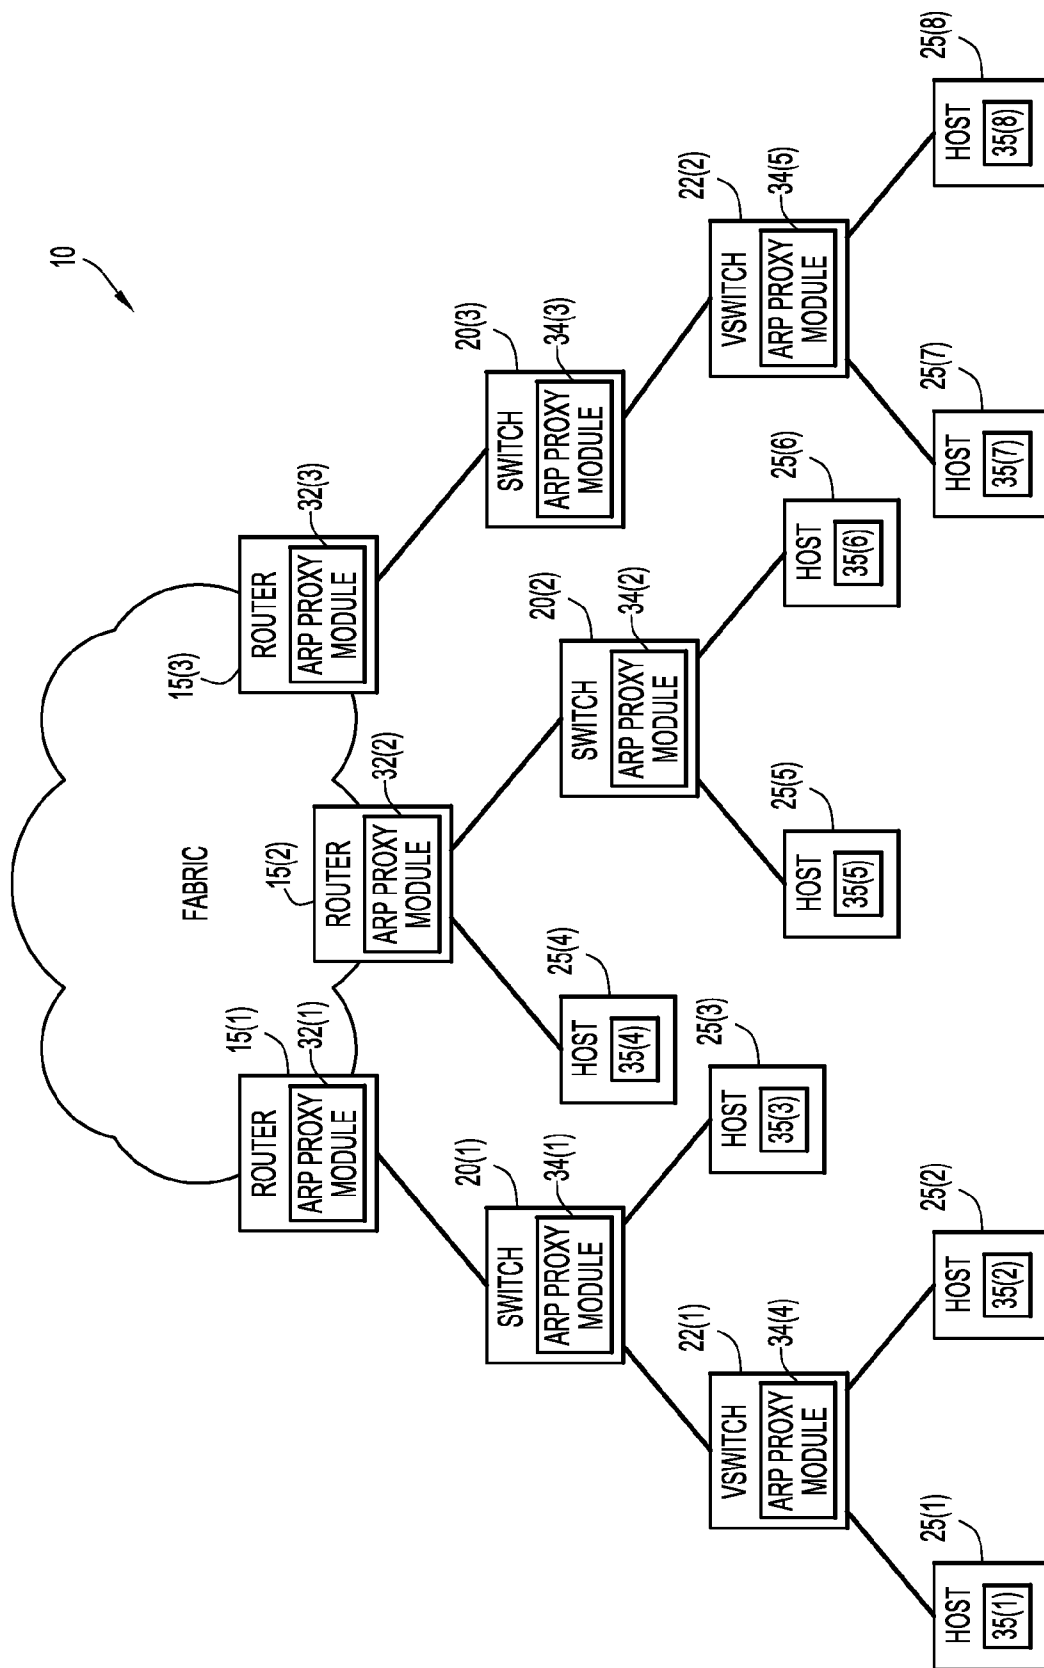 10
FABRIC
15(1)
ROUTER
32(1)
ARP PROXY
MODULE
15(2)
ROUTER
32(2)
ARP PROXY
MODULE
15(3)
ROUTER
32(3)
ARP PROXY
MODULE
20(1)
SWITCH
34(1)
ARP PROXY
MODULE
25(4)
HOST
35(4)
20(2)
SWITCH
34(2)
ARP PROXY
MODULE
20(3)
SWITCH
34(3)
ARP PROXY
MODULE
22(1)
VSWITCH
34(4)
ARP PROXY
MODULE
25(3)
HOST
35(3)
25(5)
HOST
35(5)
25(6)
HOST
35(6)
22(2)
VSWITCH
34(5)
ARP PROXY
MODULE
25(1)
HOST
35(1)
25(2)
HOST
35(2)
25(7)
HOST
35(7)
25(8)
HOST
35(8)